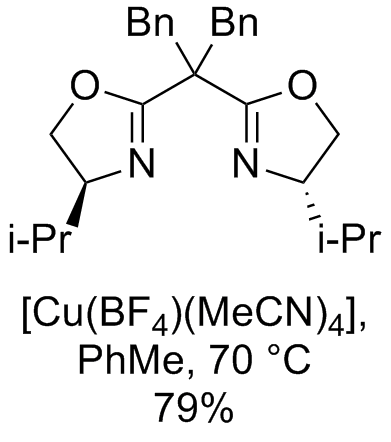 Bn Bn
O O
N N
i-Pr i-Pr
[Cu(BF₄)(MeCN)₄],
PhMe, 70 °C
79%